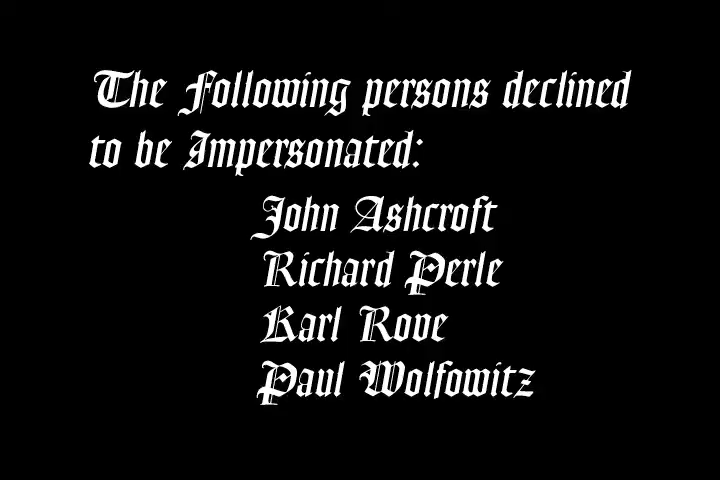 The Following persons declined
to be Impersonated:
John Ashcroft
Richard Perle
Karl Rove
Paul Wolfowitz